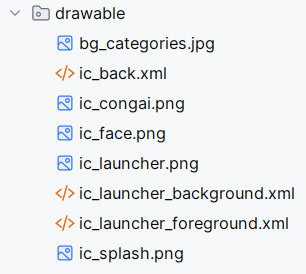 drawable
bg_categories.jpg
ic_back.xml
ic_congai.png
ic_face.png
ic_launcher.png
ic_launcher_background.xml
ic_launcher_foreground.xml
ic_splash.png